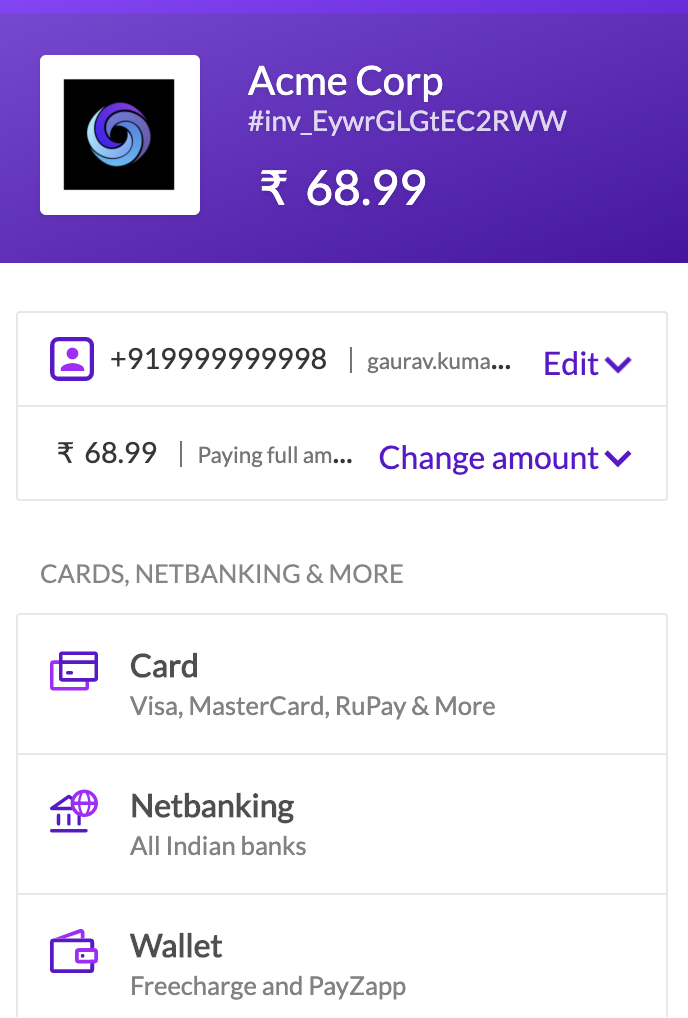 Acme Corp
#inv_EywrGLGtEC2RWW
₹ 68.99
+919999999998 | gaurav.kuma... Edit
₹ 68.99 | Paying full am... Change amount
CARDS, NETBANKING & MORE
Card
Visa, MasterCard, RuPay & More
Netbanking
All Indian banks
Wallet
Freecharge and PayZapp